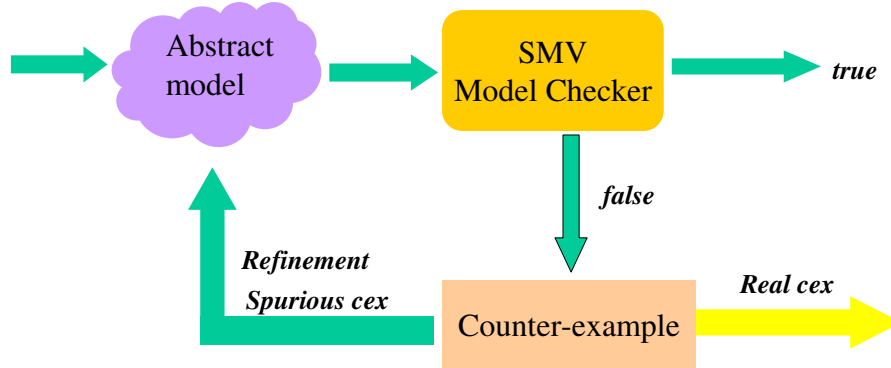 Abstract
model
SMV
Model Checker
true
false
Refinement
Spurious cex
Real cex
Counter-example